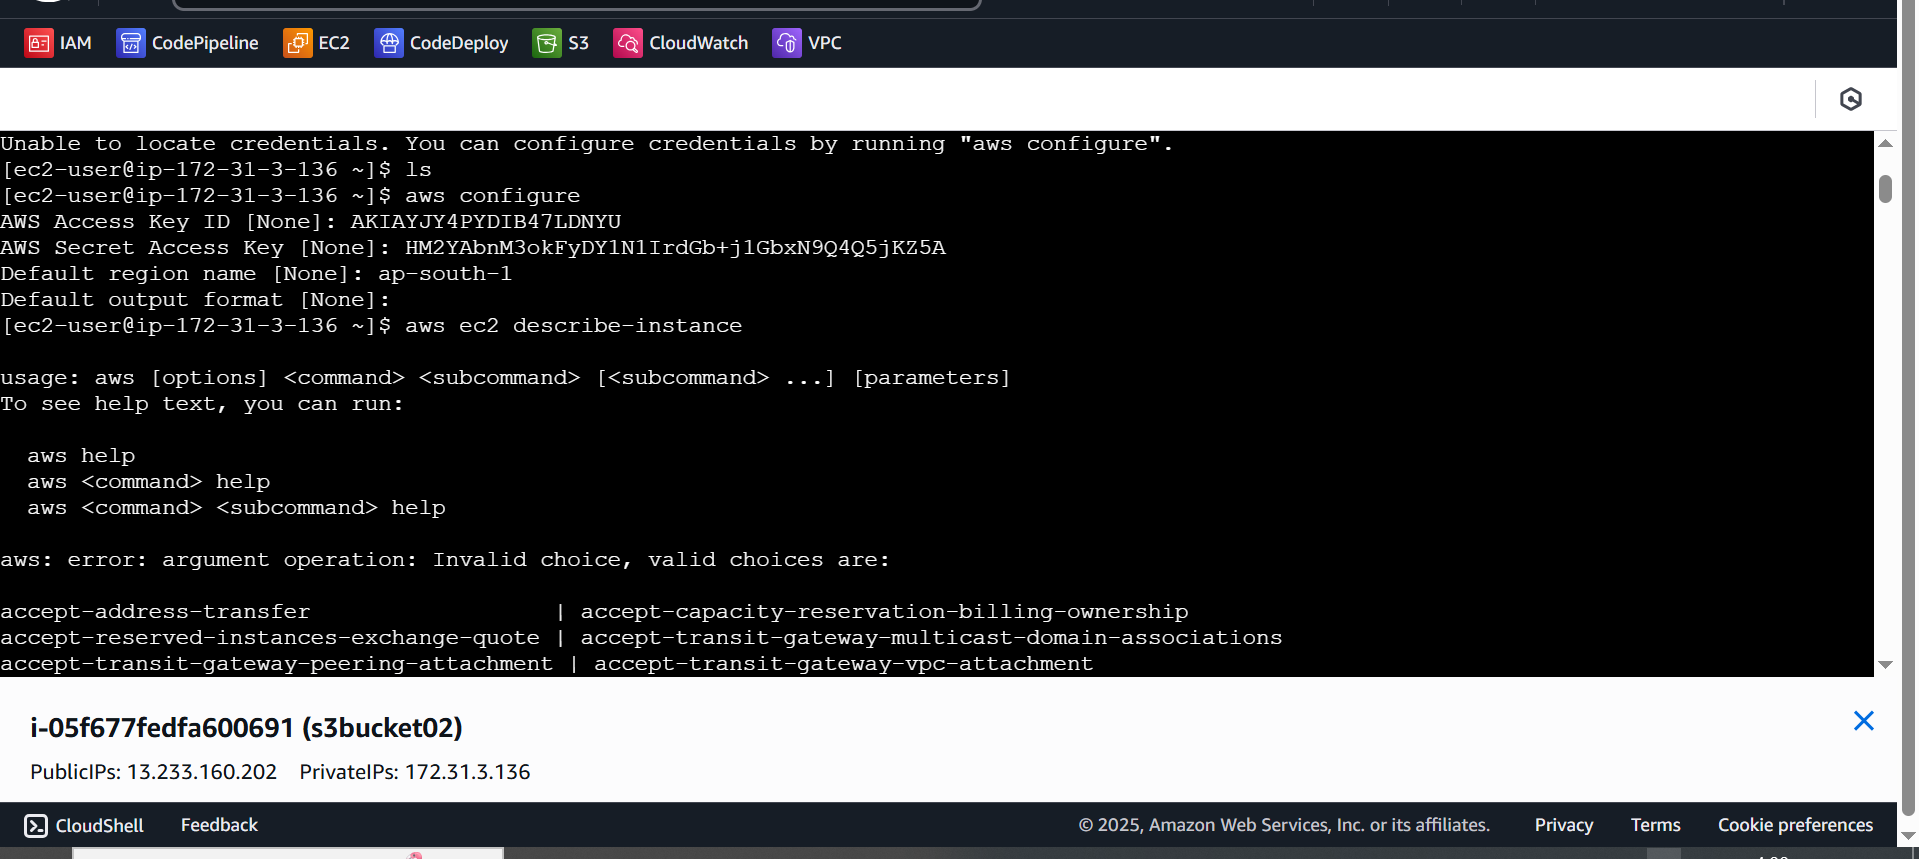 IAM CodePipeline EC2 CodeDeploy S3 CloudWatch VPC
Unable to locate credentials. You can configure credentials by running "aws configure".
[ec2-user@ip-172-31-3-136 ~]$ ls
[ec2-user@ip-172-31-3-136 ~]$ aws configure
AWS Access Key ID [None]: AKIAYJY4PYDIB47LDNYU
AWS Secret Access Key [None]: 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
Default region name [None]: ap-south-1
Default output format [None]:
[ec2-user@ip-172-31-3-136 ~]$ aws ec2 describe-instance
usage: aws [options] <command> <subcommand> [<subcommand> ...] [parameters]
To see help text, you can run:
aws help
aws <command> help
aws <command> <subcommand> help
aws: error: argument operation: Invalid choice, valid choices are:
accept-address-transfer | accept-capacity-reservation-billing-ownership
accept-reserved-instances-exchange-quote | accept-transit-gateway-multicast-domain-associations
accept-transit-gateway-peering-attachment | accept-transit-gateway-vpc-attachment
i-05f677fedfa600691 (s3bucket02)
PublicIPs: 13.233.160.202 PrivateIPs: 172.31.3.136
CloudShell Feedback © 2025, Amazon Web Services, Inc. or its affiliates. Privacy Terms Cookie preferences